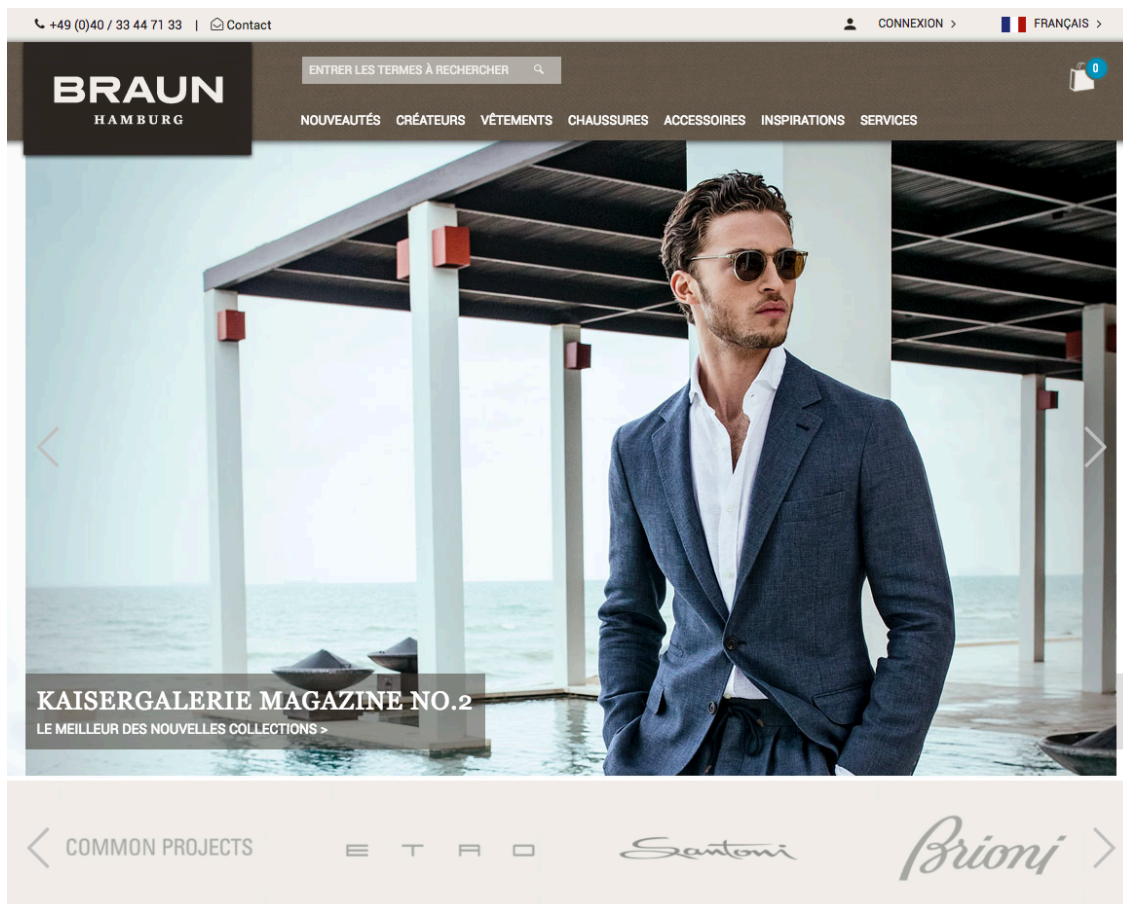 +49 (0)40 / 33 44 71 33 | Contact
CONNEXION > FRANÇAIS >
BRAUN
HAMBURG
ENTRER LES TERMES À RECHERCHER
0
NOUVEAUTÉS CRÉATEURS VÊTEMENTS CHAUSSURES ACCESSOIRES INSPIRATIONS SERVICES
KAISERGALERIE MAGAZINE NO.2
LE MEILLEUR DES NOUVELLES COLLECTIONS >
COMMON PROJECTS ETRO Santoni Brioni